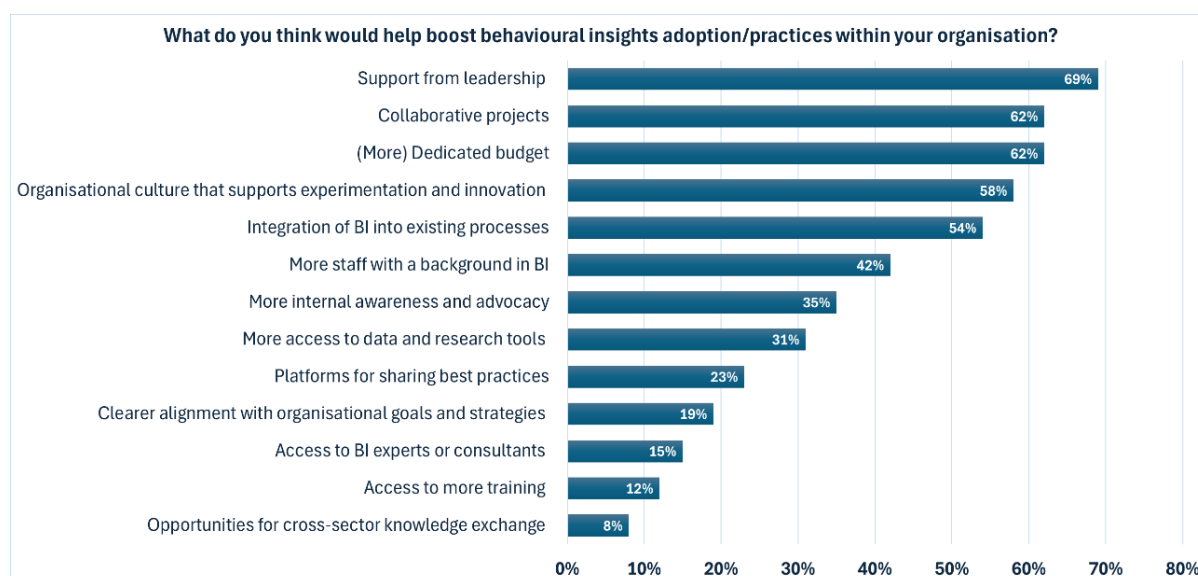 What do you think would help boost behavioural insights adoption/practices within your organisation?
Support from leadership 69%
Collaborative projects 62%
(More) Dedicated budget 62%
Organisational culture that supports experimentation and innovation 58%
Integration of BI into existing processes 54%
More staff with a background in BI 42%
More internal awareness and advocacy 35%
More access to data and research tools 31%
Platforms for sharing best practices 23%
Clearer alignment with organisational goals and strategies 19%
Access to BI experts or consultants 15%
Access to more training 12%
Opportunities for cross-sector knowledge exchange 8%
0% 10% 20% 30% 40% 50% 60% 70% 80%